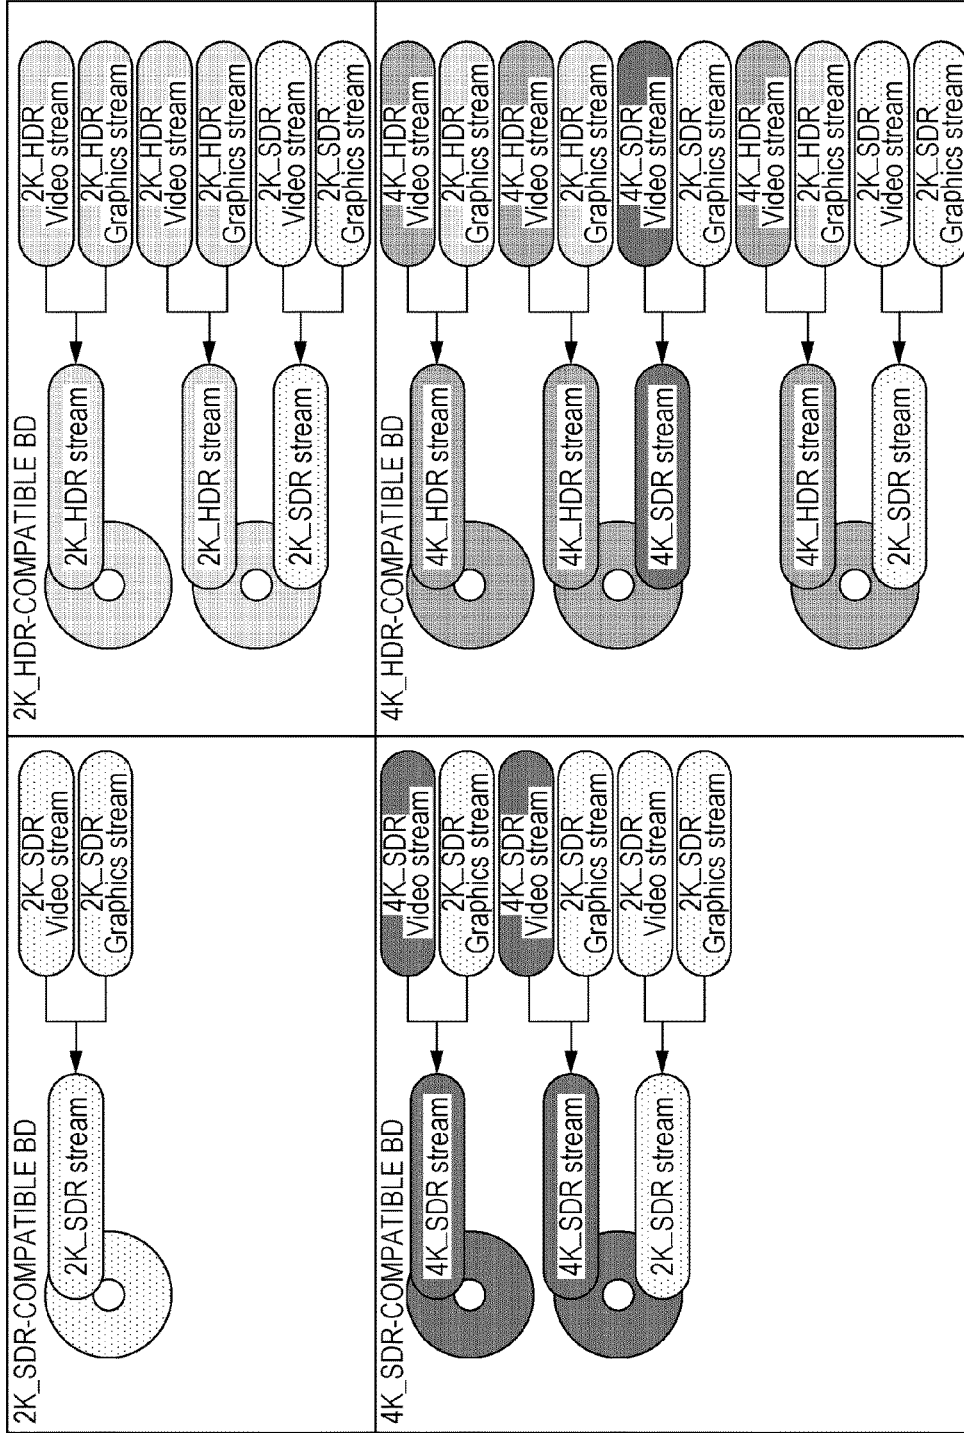 2K_SDR-COMPATIBLE BD
2K_SDR stream
2K_SDR
Video stream
2K_SDR
Graphics stream
2K_HDR-COMPATIBLE BD
2K_HDR stream
2K_HDR
Video stream
2K_HDR
Graphics stream
2K_HDR stream
2K_HDR
Video stream
2K_HDR
Graphics stream
2K_SDR stream
2K_SDR
Video stream
2K_SDR
Graphics stream
4K_SDR-COMPATIBLE BD
4K_SDR stream
4K_SDR
Video stream
2K_SDR
Graphics stream
4K_SDR stream
4K_SDR
Video stream
2K_SDR
Graphics stream
2K_SDR stream
2K_SDR
Video stream
2K_SDR
Graphics stream
4K_HDR-COMPATIBLE BD
4K_HDR stream
4K_HDR
Video stream
2K_HDR
Graphics stream
4K_HDR stream
4K_HDR
Video stream
2K_HDR
Graphics stream
4K_SDR stream
4K_SDR
Video stream
2K_SDR
Graphics stream
4K_HDR stream
4K_HDR
Video stream
2K_HDR
Graphics stream
2K_SDR stream
2K_SDR
Video stream
2K_SDR
Graphics stream